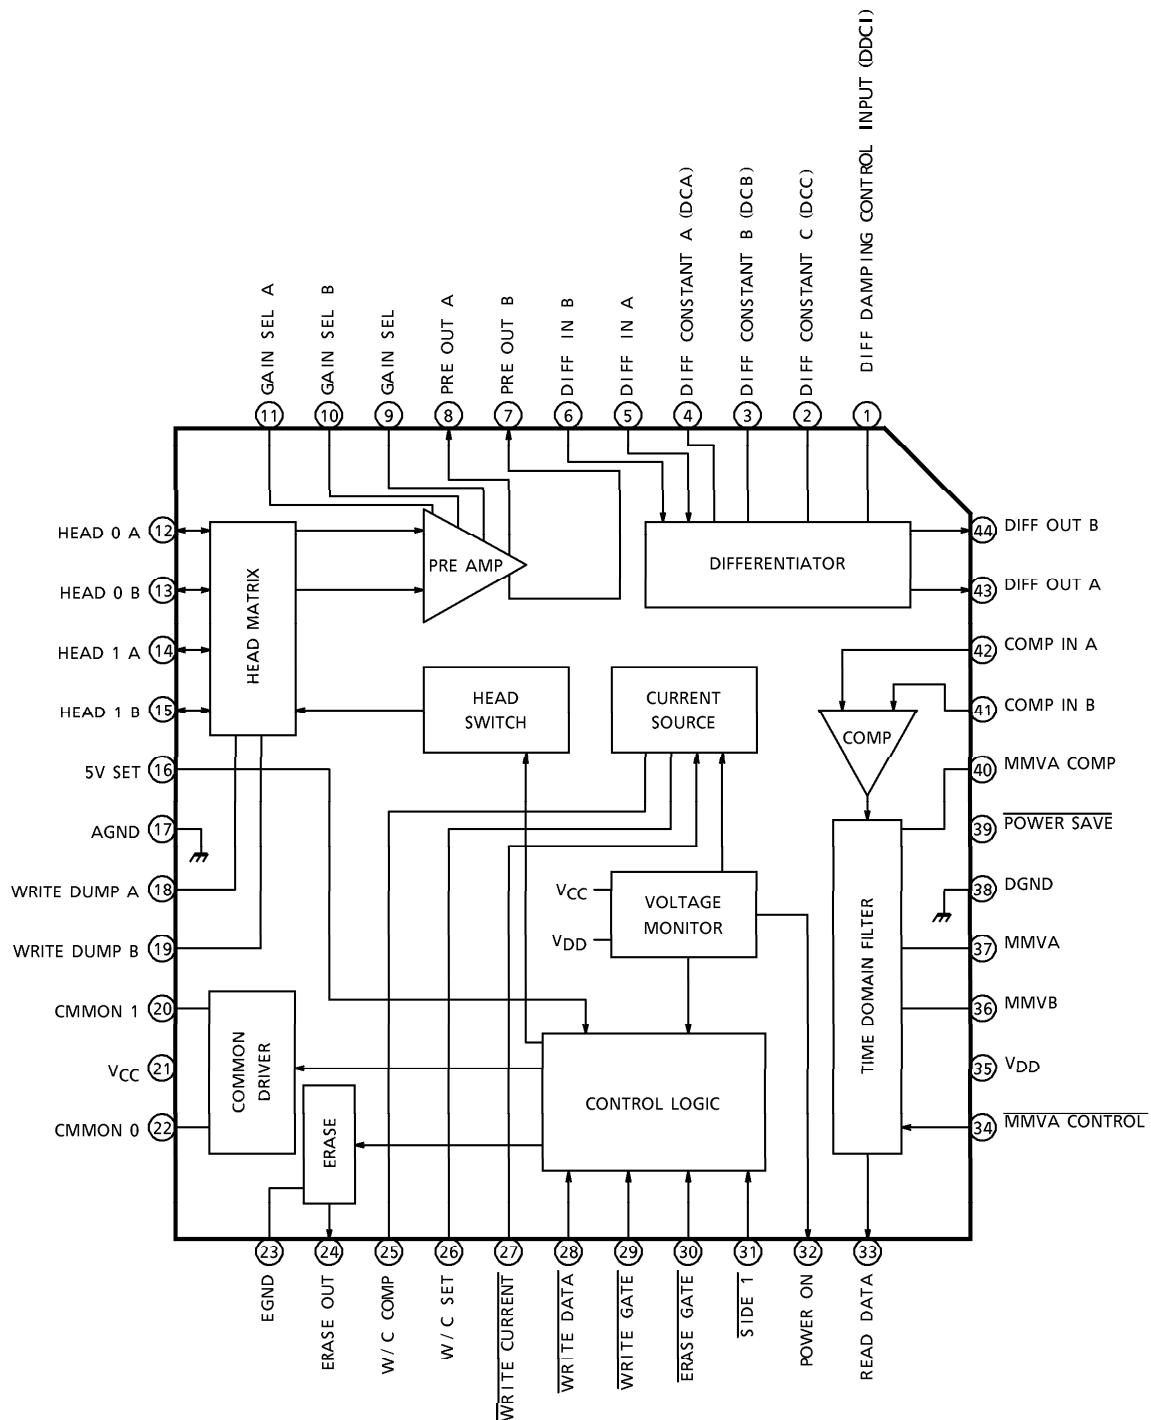 DIFF DAMPING CONTROL INPUT (DDCI)
DIFF CONSTANT C (DCC)
DIFF CONSTANT B (DCB)
DIFF CONSTANT A (DCA)
DIFF IN A
DIFF IN B
PRE OUT B
PRE OUT A
GAIN SEL
GAIN SEL B
GAIN SEL A
11
10
9
8
7
6
5
4
3
2
1
HEAD 0 A
12
HEAD 0 B
13
HEAD 1 A
14
HEAD 1 B
15
5V SET
16
AGND
17
WRITE DUMP A
18
WRITE DUMP B
19
CMMON 1
20
VCC
21
CMMON 0
22
HEAD MATRIX
PRE AMP
DIFFERENTIATOR
HEAD
SWITCH
CURRENT
SOURCE
COMP
VCC
VDD
VOLTAGE
MONITOR
TIME DOMAIN FILTER
COMMON
DRIVER
ERASE
CONTROL LOGIC
44
DIFF OUT B
43
DIFF OUT A
42
COMP IN A
41
COMP IN B
40
MMVA COMP
39
POWER SAVE
38
DGND
37
MMVA
36
MMVB
35
VDD
34
MMVA CONTROL
23
24
25
26
27
28
29
30
31
32
33
EGND
ERASE OUT
W/C COMP
W/C SET
WRITE CURRENT
WRITE DATA
WRITE GATE
ERASE GATE
SIDE 1
POWER ON
READ DATA